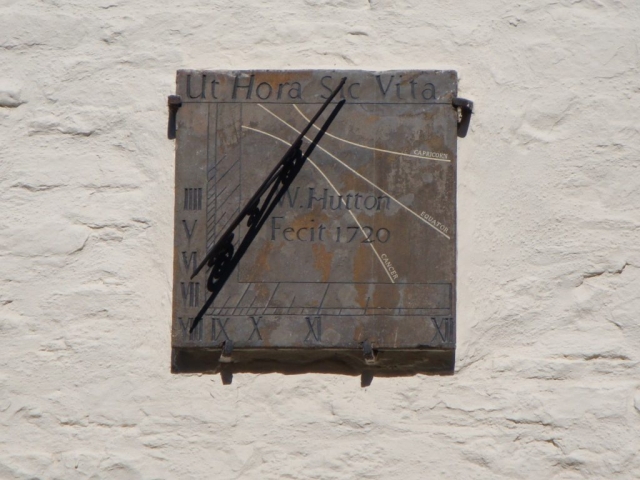 Ut Hora Sic Vita
CAPRICORN
W. Hutton
EQUATOR
Fecit 1720
CANCER
IIII
V
VI
VII
VIII IX X XI XII